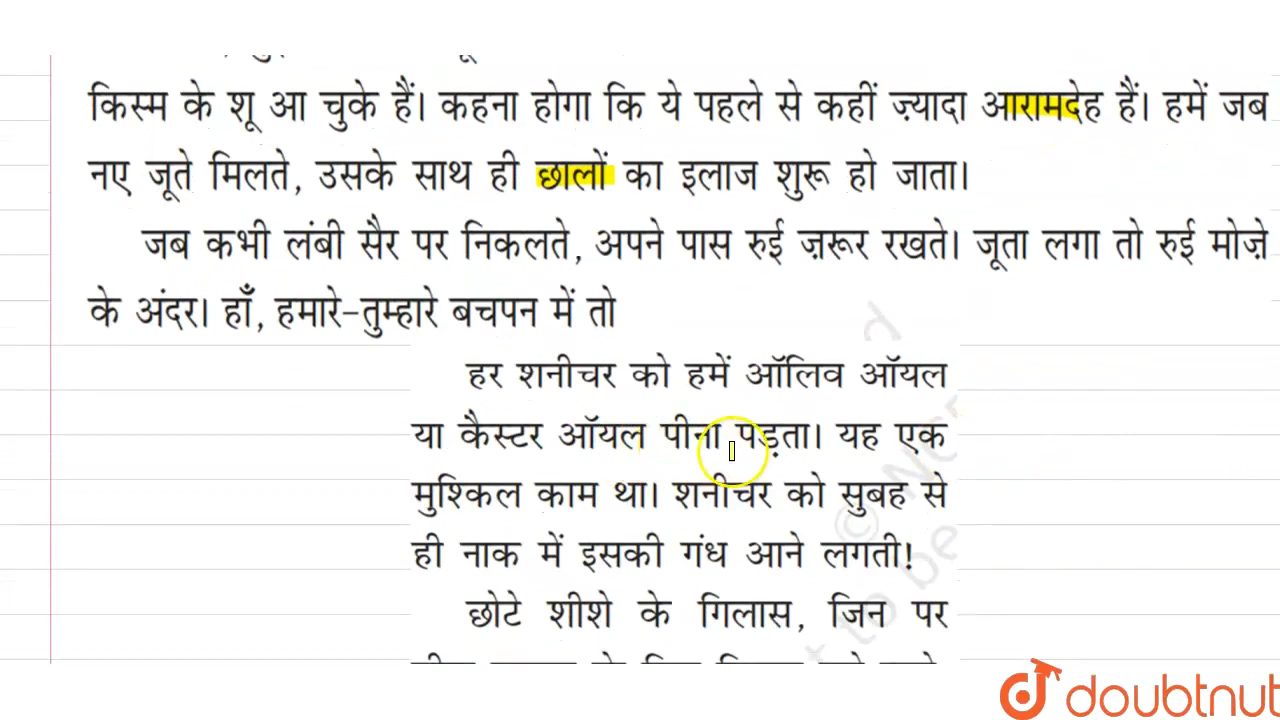 किस्म के शू आ चुके हैं। कहना होगा कि ये पहले से कहीं ज़्यादा आरामदेह हैं। हमें जब
नए जूते मिलते, उसके साथ ही छालों का इलाज शुरू हो जाता।
जब कभी लंबी सैर पर निकलते, अपने पास रुई ज़रूर रखते। जूता लगा तो रुई मोज़े
के अंदर। हाँ, हमारे-तुम्हारे बचपन में तो
हर शनीचर को हमें ऑलिव ऑयल
या कैस्टर ऑयल पीना पड़ता। यह एक
मुश्किल काम था। शनीचर को सुबह से
ही नाक में इसकी गंध आने लगती!
छोटे शीशे के गिलास, जिन पर
doubtnut